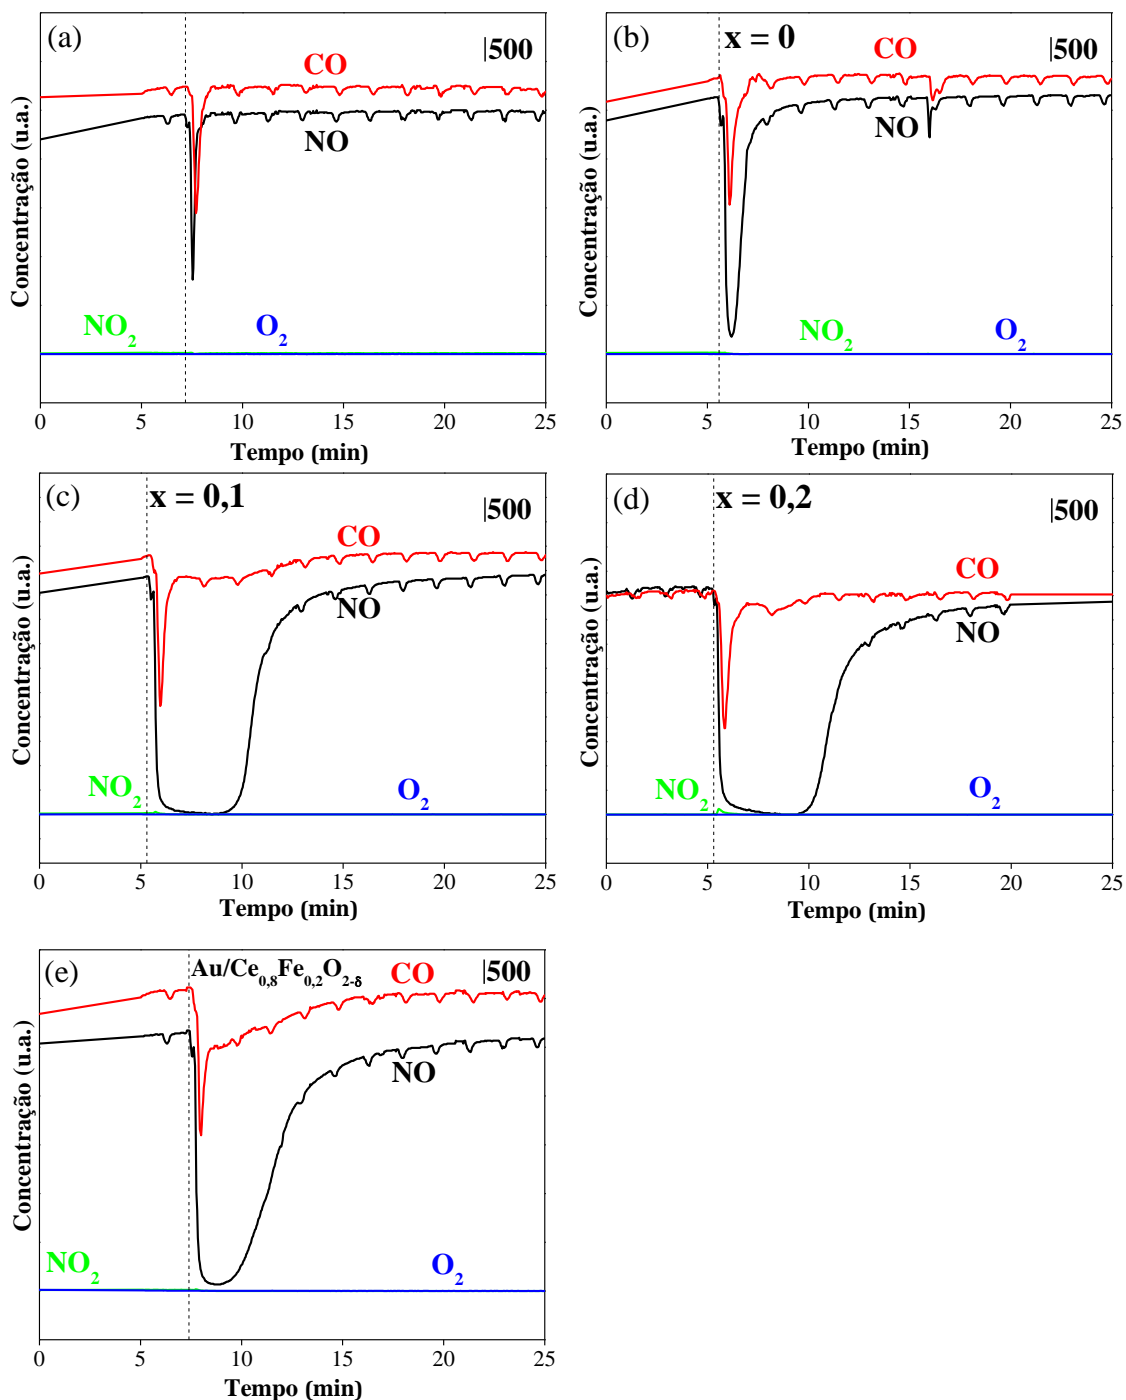 (a)
|500
CO
NO
NO₂
O₂
Concentração (u.a.)
0 5 10 15 20 25
Tempo (min)
(b)
x = 0
|500
CO
NO
NO₂
O₂
Concentração (u.a.)
0 5 10 15 20 25
Tempo (min)
(c)
x = 0,1
|500
CO
NO
NO₂
O₂
Concentração (u.a.)
0 5 10 15 20 25
Tempo (min)
(d)
x = 0,2
|500
CO
NO
NO₂
O₂
Concentração (u.a.)
0 5 10 15 20 25
Tempo (min)
(e)
Au/Ce₀,₈Fe₀,₂O₂₋δ
|500
CO
NO
NO₂
O₂
Concentração (u.a.)
0 5 10 15 20 25
Tempo (min)